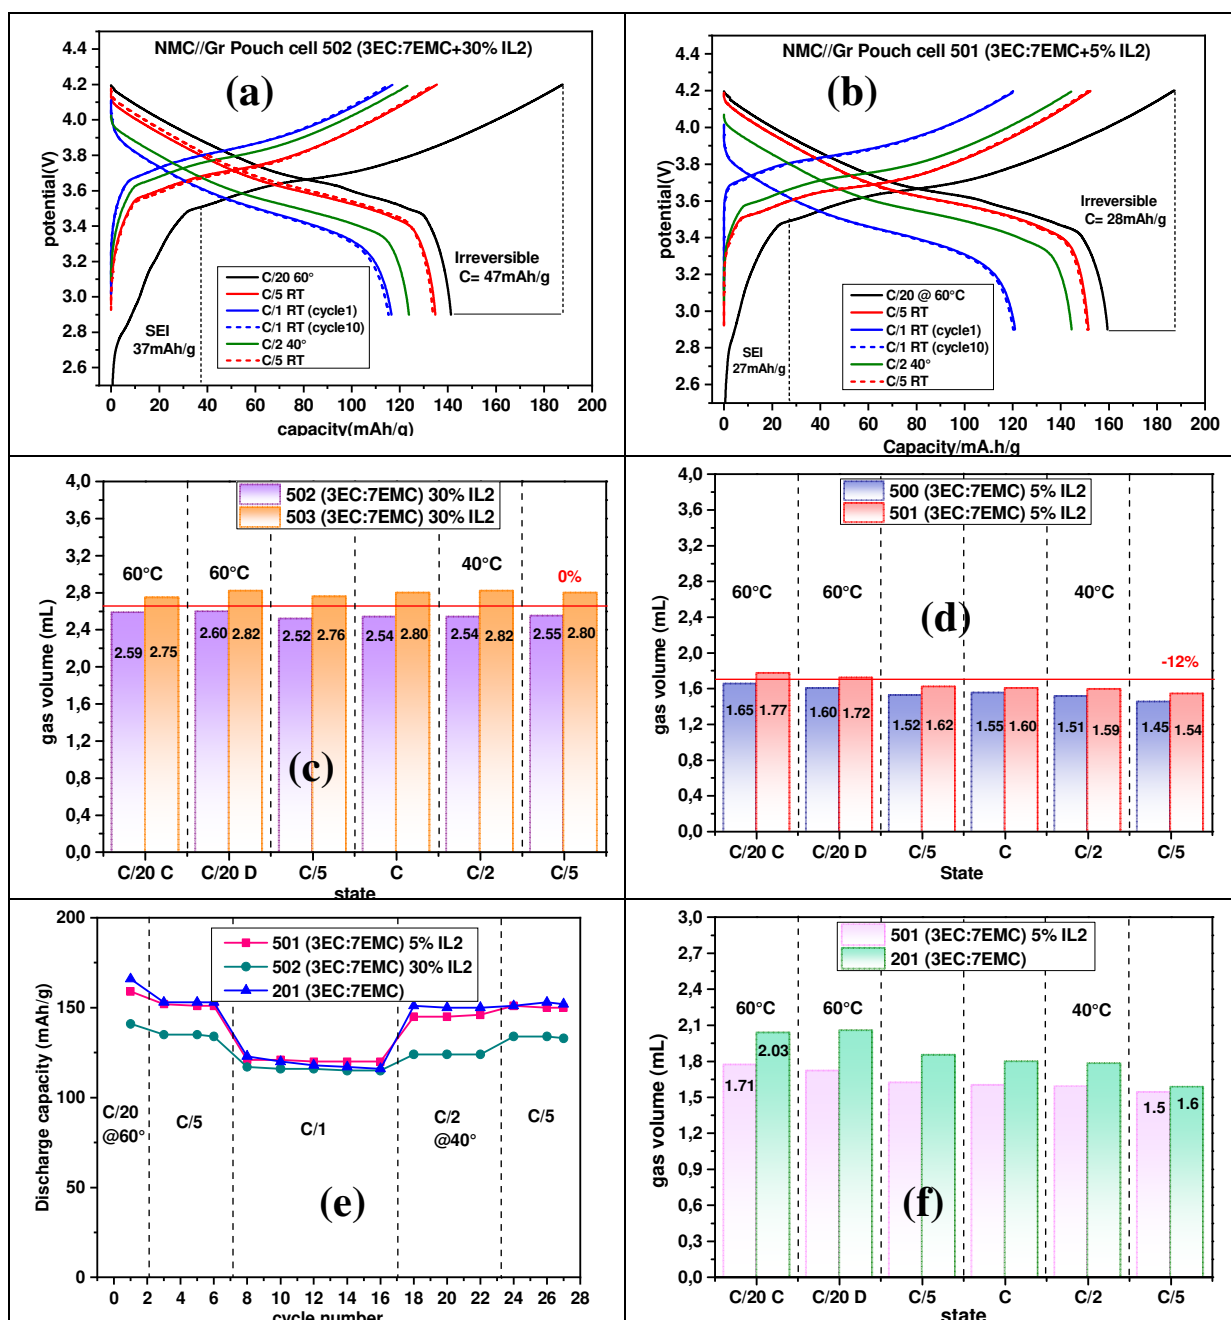 NMC//Gr Pouch cell 502 (3EC:7EMC+30% IL2)
(a)
4.2
4.0
3.8
3.6
3.4
3.2
3.0
2.8
2.6
potential(V)
Irreversible
C= 47mAh/g
SEI
37mAh/g
C/20 60°
C/5 RT
C/1 RT (cycle1)
C/1 RT (cycle10)
C/2 40°
C/5 RT
0 20 40 60 80 100 120 140 160 180 200
capacity(mAh/g)
NMC//Gr Pouch cell 501 (3EC:7EMC+5% IL2)
(b)
4.4
4.2
4.0
3.8
3.6
3.4
3.2
3.0
2.8
2.6
potential(V)
Irreversible
C= 28mAh/g
SEI
27mAh/g
C/20 @ 60°C
C/5 RT
C/1 RT (cycle1)
C/1 RT (cycle10)
C/2 40°
C/5 RT
0 20 40 60 80 100 120 140 160 180 200
Capacity/mA.h/g
4,0
3,6
3,2
2,8
2,4
2,0
1,6
1,2
0,8
0,4
0,0
gas volume (mL)
502 (3EC:7EMC) 30% IL2
503 (3EC:7EMC) 30% IL2
60°C 60°C 40°C
0%
2.59 2.75 2.60 2.82 2.52 2.76 2.54 2.80 2.54 2.82 2.55 2.80
(c)
C/20 C C/20 D C/5 C C/2 C/5
state
4,0
3,6
3,2
2,8
2,4
2,0
1,6
1,2
0,8
0,4
0,0
gas volume (mL)
500 (3EC:7EMC) 5% IL2
501 (3EC:7EMC) 5% IL2
60°C 60°C 40°C
(d)
-12%
1.65 1.77 1.60 1.72 1.52 1.62 1.55 1.60 1.51 1.59 1.45 1.54
C/20 C C/20 D C/5 C C/2 C/5
State
200
150
100
50
0
Discharge capacity (mAh/g)
501 (3EC:7EMC) 5% IL2
502 (3EC:7EMC) 30% IL2
201 (3EC:7EMC)
C/20
@60°
C/5
C/1
C/2
@40°
C/5
(e)
0 2 4 6 8 10 12 14 16 18 20 22 24 26 28
cycle number
3,0
2,7
2,4
2,1
1,8
1,5
1,2
0,9
0,6
0,3
0,0
gas volume (mL)
501 (3EC:7EMC) 5% IL2
201 (3EC:7EMC)
60°C 60°C 40°C
1.71 2.03 1.5 1.6
(f)
C/20 C C/20 D C/5 C C/2 C/5
state